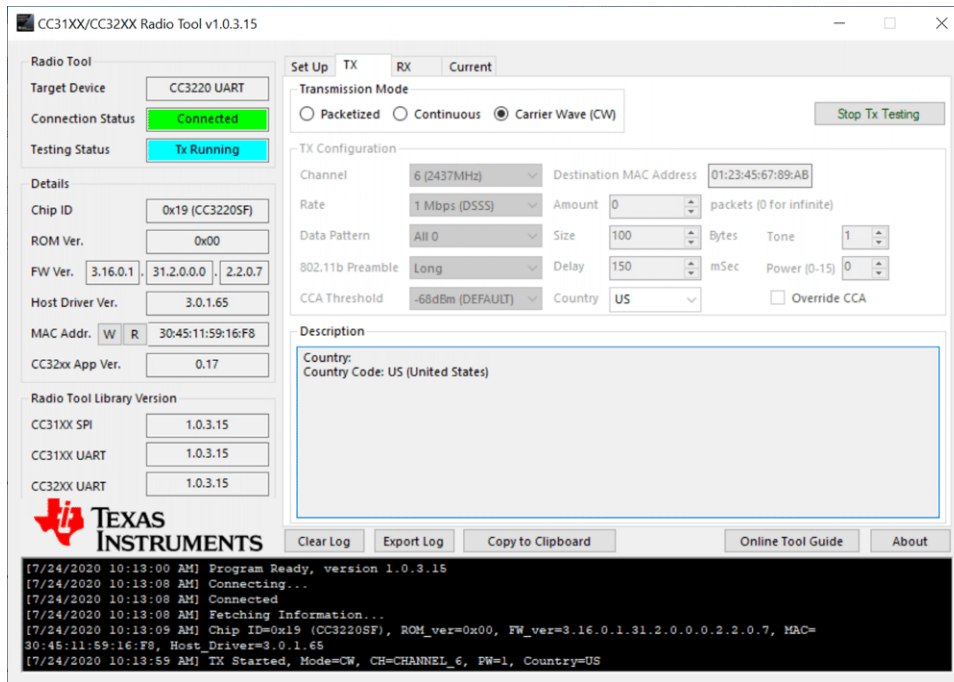 CC31XX/CC32XX Radio Tool v1.0.3.15
Radio Tool
Target Device CC3220 UART
Connection Status Connected
Testing Status Tx Running
Details
Chip ID 0x19 (CC3220SF)
ROM Ver. 0x00
FW Ver. 3.16.0.1 . 31.2.0.0.0 . 2.2.0.7
Host Driver Ver. 3.0.1.65
MAC Addr. W R 30:45:11:59:16:F8
CC32xx App Ver. 0.17
Radio Tool Library Version
CC31XX SPI 1.0.3.15
CC31XX UART 1.0.3.15
CC32XX UART 1.0.3.15
TEXAS
INSTRUMENTS
Set Up TX RX Current
Transmission Mode
Packetized Continuous Carrier Wave (CW) Stop Tx Testing
TX Configuration
Channel 6 (2437MHz) Destination MAC Address 01:23:45:67:89:AB
Rate 1 Mbps (DSSS) Amount 0 packets (0 for infinite)
Data Pattern All 0 Size 100 Bytes Tone 1
802.11b Preamble Long Delay 150 mSec Power (0-15) 0
CCA Threshold -68dBm (DEFAULT) Country US Override CCA
Description
Country:
Country Code: US (United States)
Clear Log Export Log Copy to Clipboard Online Tool Guide About
[7/24/2020 10:13:00 AM] Program Ready, version 1.0.3.15
[7/24/2020 10:13:08 AM] Connecting...
[7/24/2020 10:13:08 AM] Connected
[7/24/2020 10:13:08 AM] Fetching Information...
[7/24/2020 10:13:09 AM] Chip ID=0x19 (CC3220SF), ROM_ver=0x00, FW_ver=3.16.0.1.31.2.0.0.0.2.2.0.7, MAC=
30:45:11:59:16:F8, Host_Driver=3.0.1.65
[7/24/2020 10:13:59 AM] TX Started, Mode=CW, CH=CHANNEL_6, PW=1, Country=US